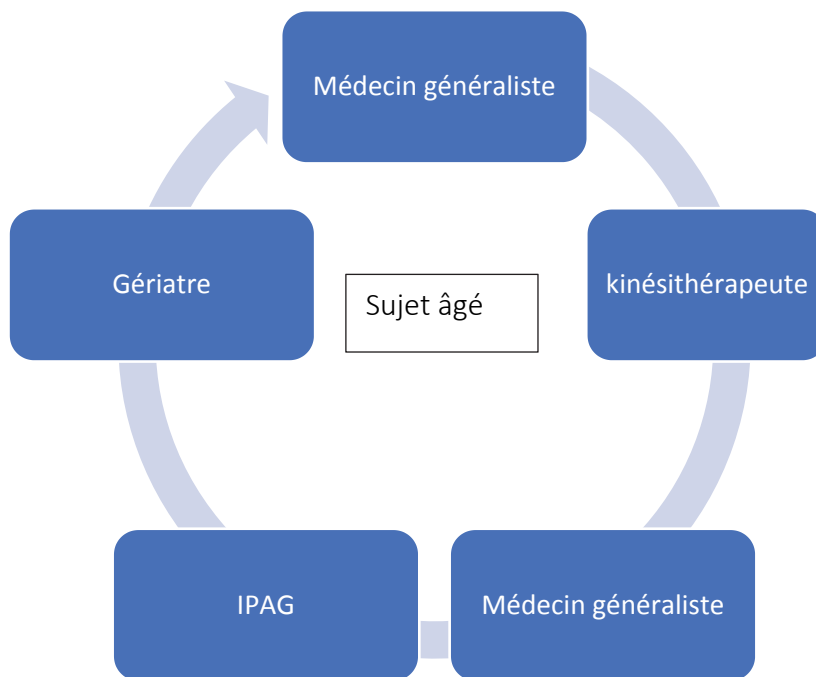 Médecin généraliste
Gériatre
Sujet âgé
kinésithérapeute
IPAG
Médecin généraliste